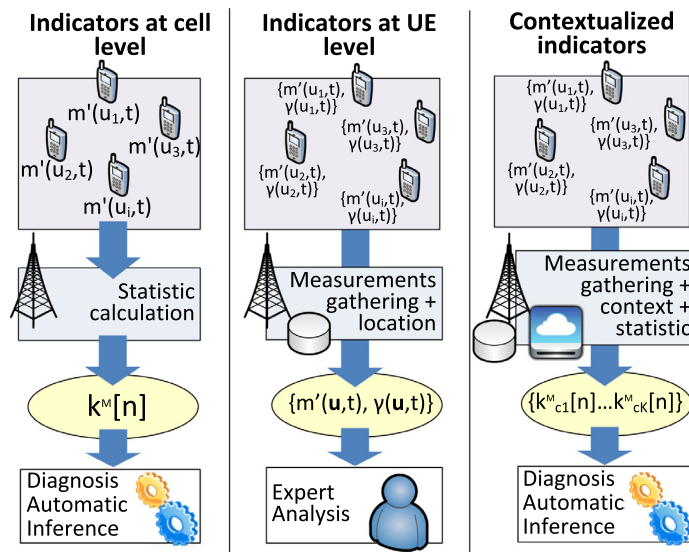 Indicators at cell
level
m'(u₁,t)
m'(u₃,t)
m'(u₂,t)
m'(uᵢ,t)
Statistic
calculation
kᴹ[n]
Diagnosis
Automatic
Inference
Indicators at UE
level
{m'(u₁,t),
γ(u₁,t)}
{m'(u₃,t),
γ(u₃,t)}
{m'(u₂,t),
γ(u₂,t)}
{m'(uᵢ,t),
γ(uᵢ,t)}
Measurements
gathering +
location
{m'(u,t), γ(u,t)}
Expert
Analysis
Contextualized
indicators
{m'(u₁,t),
γ(u₁,t)}
{m'(u₃,t),
γ(u₃,t)}
{m'(u₂,t),
γ(u₂,t)}
{m'(uᵢ,t),
γ(uᵢ,t)}
Measurements
gathering +
context +
statistic
{kᴹc1[n]...kᴹcK[n]}
Diagnosis
Automatic
Inference